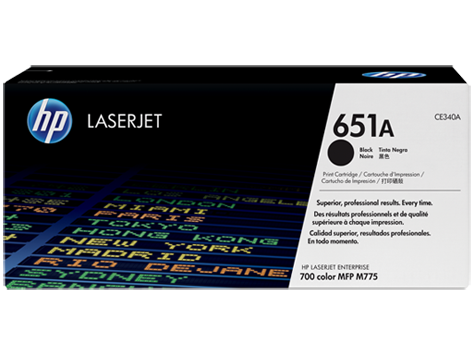 hp
LASERJET
651A
CE340A
Black Tinta Negra
Noire 黑色
Print Cartridge / Cartouche d'Impression /
Cartucho de Impresión / 打印硒鼓
Superior, professional results. Every time.
Des résultats professionnels et de qualité
supérieure à chaque impression.
Calidad superior, resultados profesionales.
En todo momento.
HP LASERJET ENTERPRISE
700 color MFP M775
LONDON
MIAMI
PARIS
FARO
HONG KONG
NEW YORK
MADRID
SYDNEY
RIO DEJANE